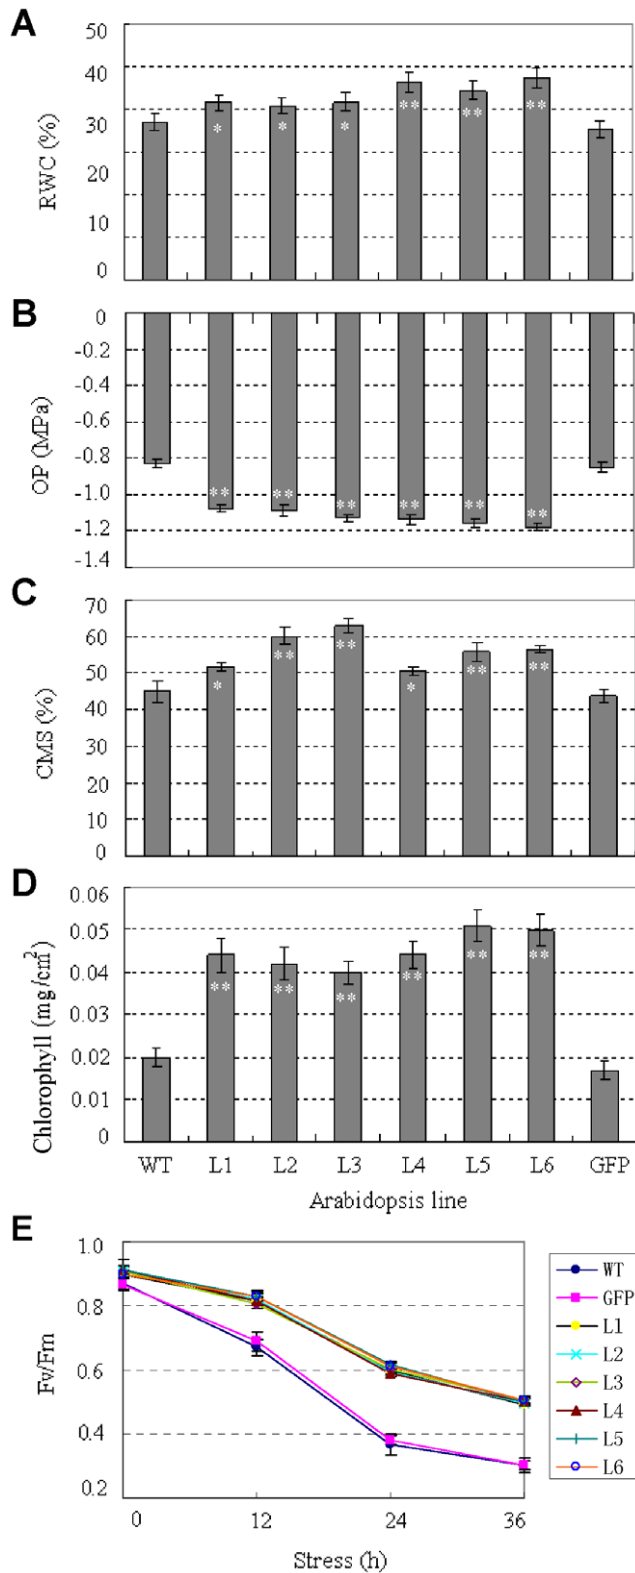 A
50
40
30
20
10
0
RWC (%)
* * * ** ** **
B
0
-0.2
-0.4
-0.6
-0.8
-1.0
-1.2
-1.4
OP (MPa)
** ** ** ** ** **
C
70
60
50
40
30
20
10
0
CMS (%)
* ** ** * ** **
D
0.06
0.05
0.04
0.03
0.02
0.01
0
Chlorophyll (mg/cm²)
** ** ** ** ** **
WT L1 L2 L3 L4 L5 L6 GFP
Arabidopsis line
E
1.0
0.8
0.6
0.4
0.2
Fv/Fm
0 12 24 36
Stress (h)
WT
GFP
L1
L2
L3
L4
L5
L6